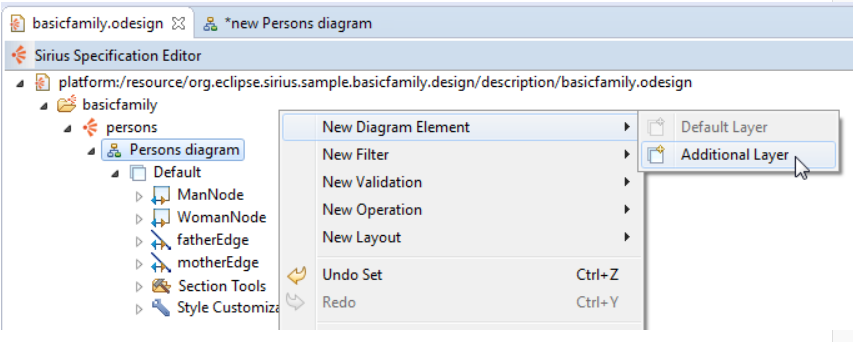 basicfamily.odesign *new Persons diagram
Sirius Specification Editor
platform:/resource/org.eclipse.sirius.sample.basicfamily.design/description/basicfamily.odesign
basicfamily
persons
Persons diagram
Default
ManNode
WomanNode
fatherEdge
motherEdge
Section Tools
Style Customiza
New Diagram Element
New Filter
New Validation
New Operation
New Layout
Undo Set Ctrl+Z
Redo Ctrl+Y
Default Layer
Additional Layer